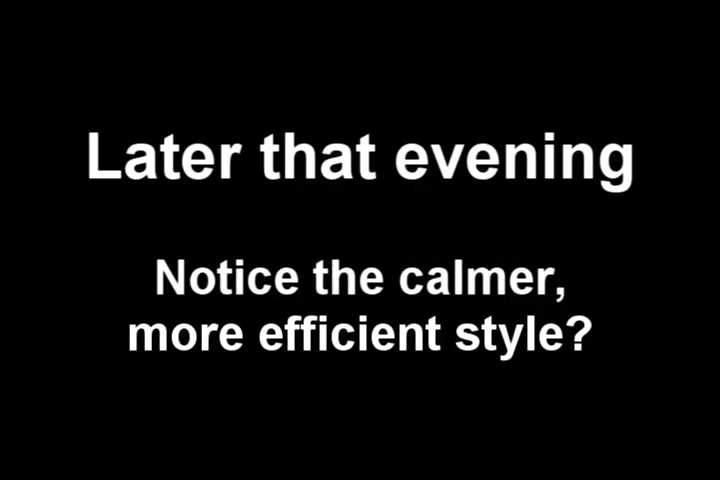 Later that evening
Notice the calmer,
more efficient style?